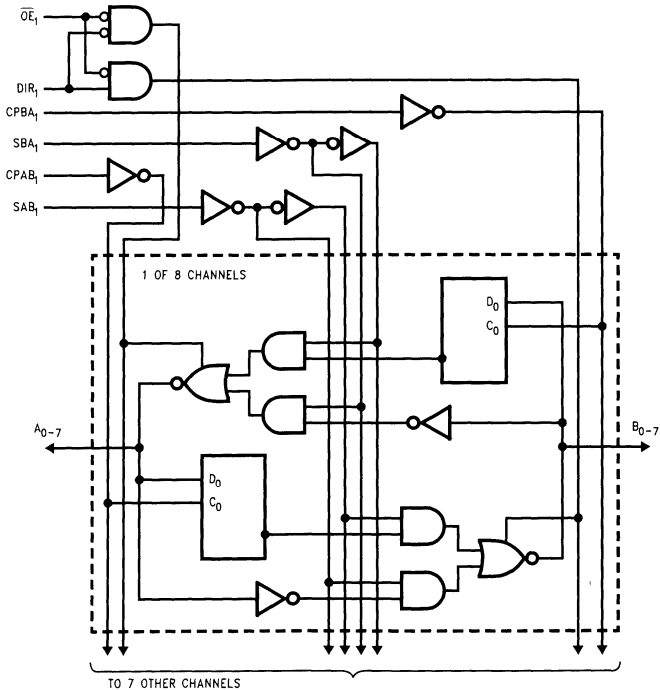 O̅E̅₁
DIR₁
CPBA₁
SBA₁
CPAB₁
SAB₁
1 OF 8 CHANNELS
D₀
C₀
A₀₋₇
B₀₋₇
D₀
C₀
TO 7 OTHER CHANNELS